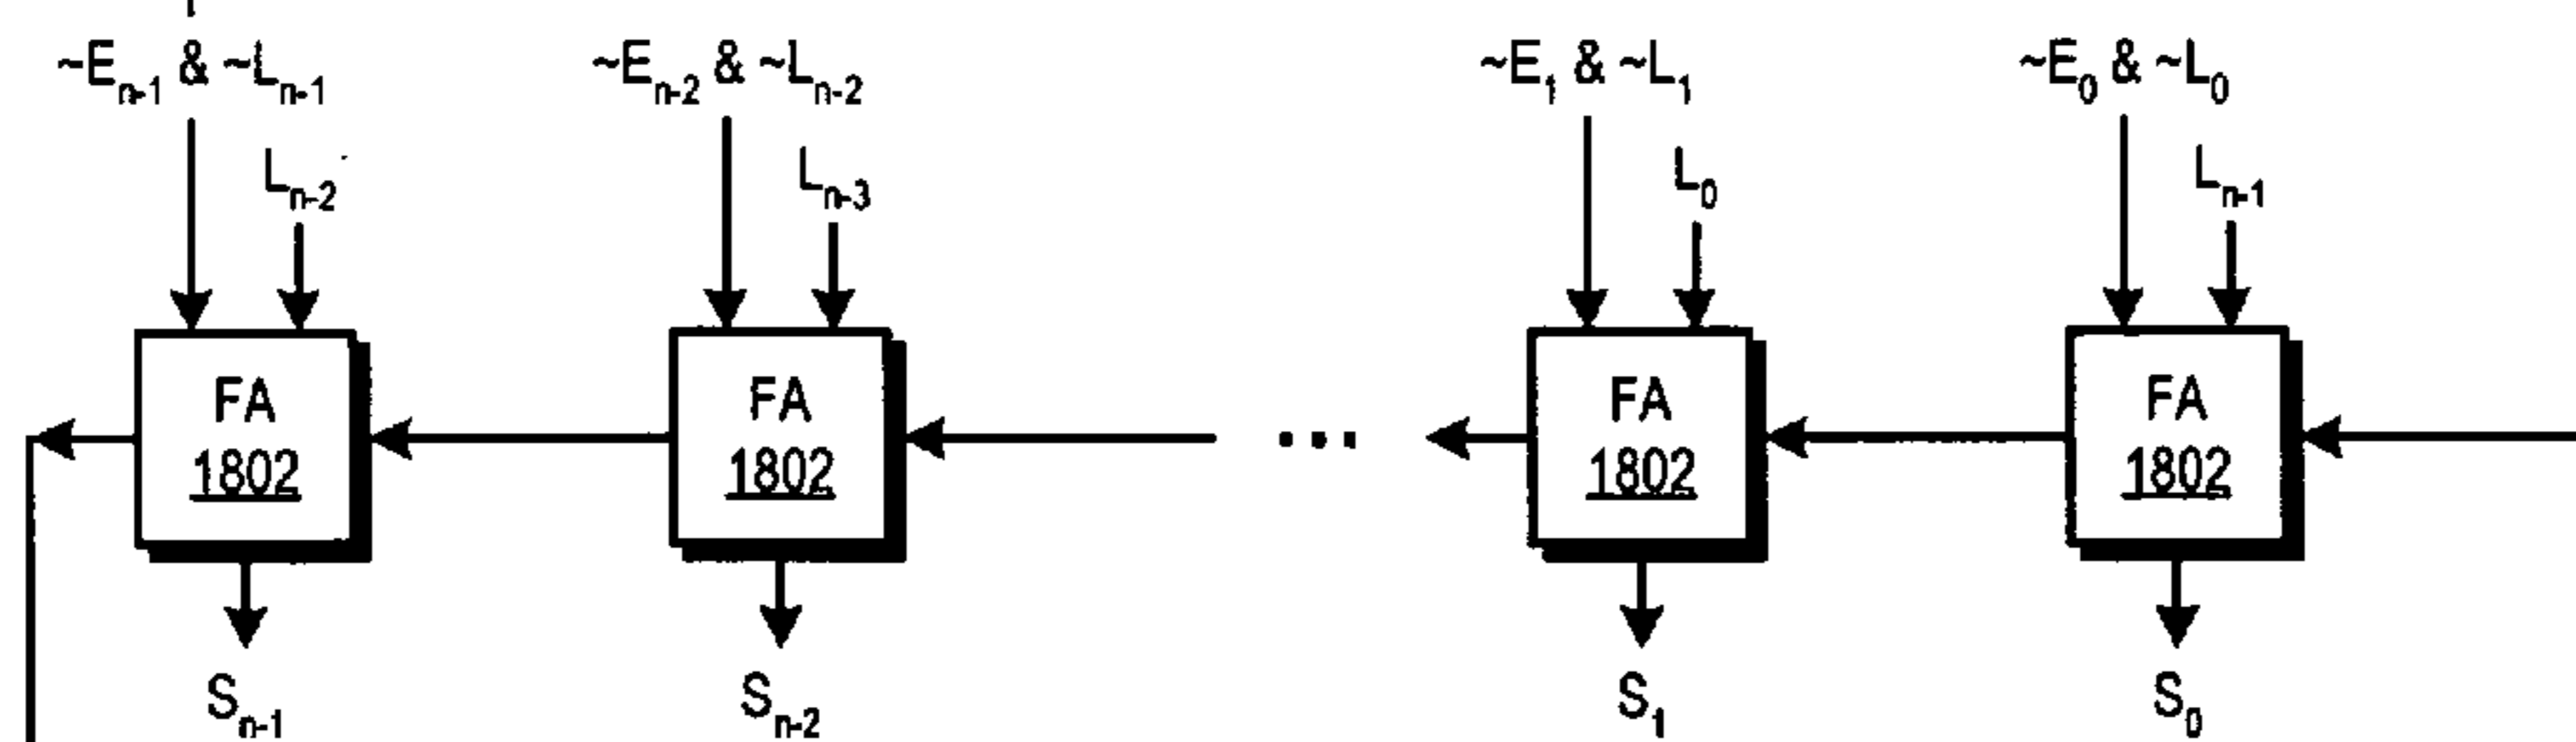 ~Eₙ₋₁ & ~Lₙ₋₁ ~Eₙ₋₂ & ~Lₙ₋₂ ~E₁ & ~L₁ ~E₀ & ~L₀
Lₙ₋₂ Lₙ₋₃ L₀ Lₙ₋₁
FA FA ... FA FA
1802 1802 1802 1802
Sₙ₋₁ Sₙ₋₂ S₁ S₀